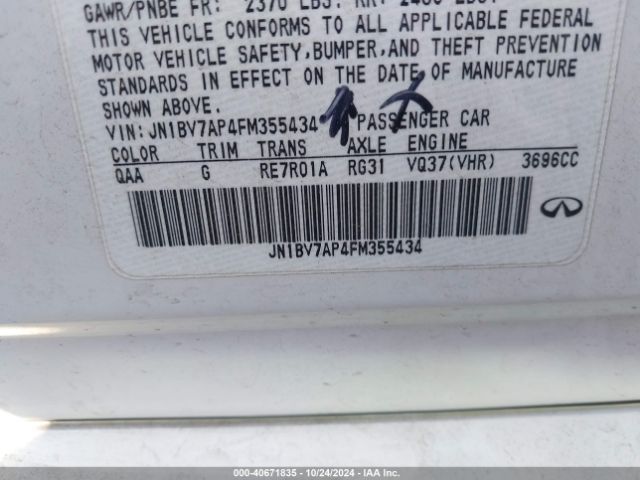 GAWR/PNBE FR: 2370 LBS. RR:
THIS VEHICLE CONFORMS TO ALL APPLICABLE FEDERAL
MOTOR VEHICLE SAFETY,BUMPER,AND THEFT PREVENTION
STANDARDS IN EFFECT ON THE DATE OF MANUFACTURE
SHOWN ABOVE.
VIN:JN1BV7AP4FM355434 PASSENGER CAR
COLOR TRIM TRANS AXLE ENGINE
QAA G RE7R01A RG31 VQ37(VHR) 3696CC
JN1BV7AP4FM355434
INFINITI
000-40671835 - 10/24/2024 - IAA Inc.